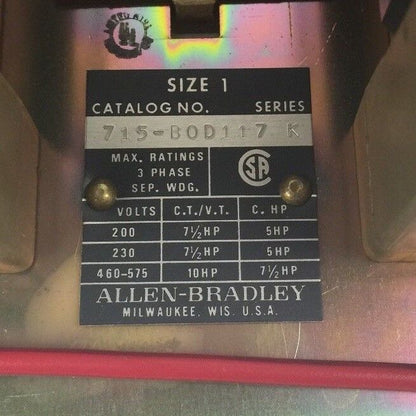 SIZE 1
CATALOG NO. SERIES
715-BOD117 K
MAX. RATINGS
3 PHASE
SEP. WDG.
CSA
VOLTS C.T./V.T. C. HP
200 7½HP 5HP
230 7½HP 5HP
460-575 10HP 7½HP
ALLEN-BRADLEY
MILWAUKEE, WIS. U.S.A.